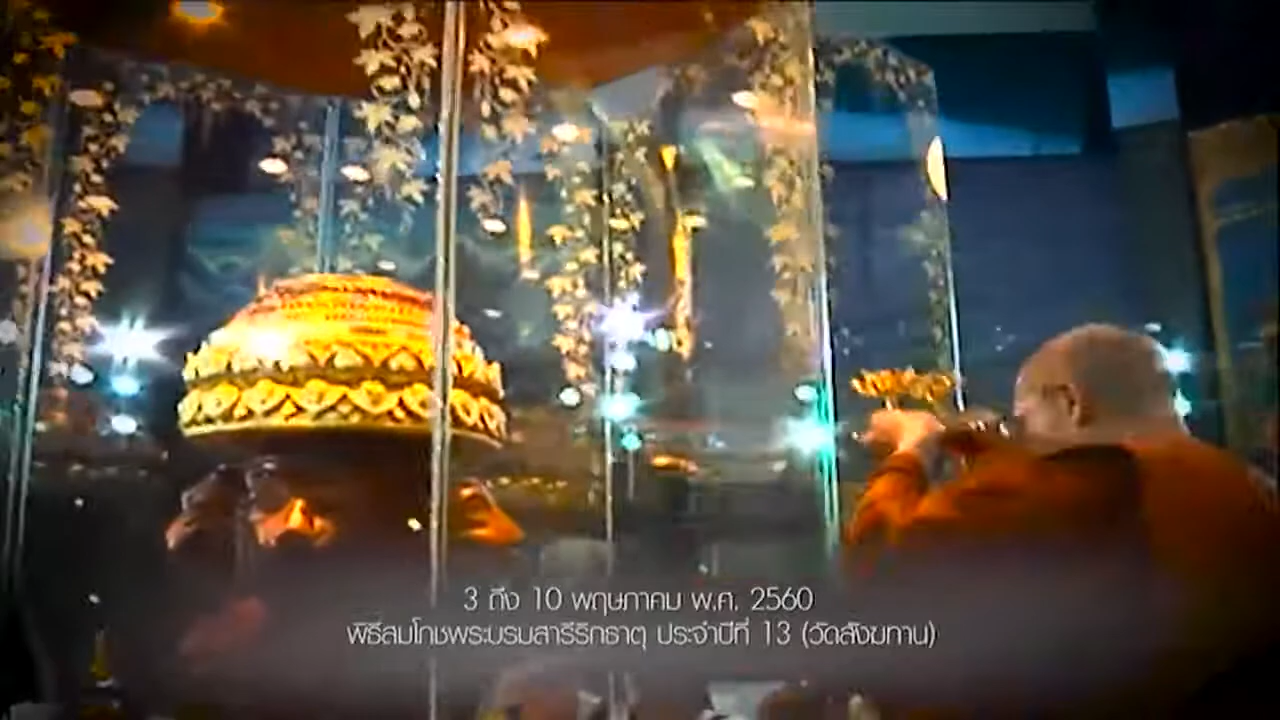 3 ถึง 10 พฤษภาคม พ.ศ. 2560
พิธีสมโภชพระบรมสารีริกธาตุ ประจำปีที่ 13 (วัดสังฆทาน)